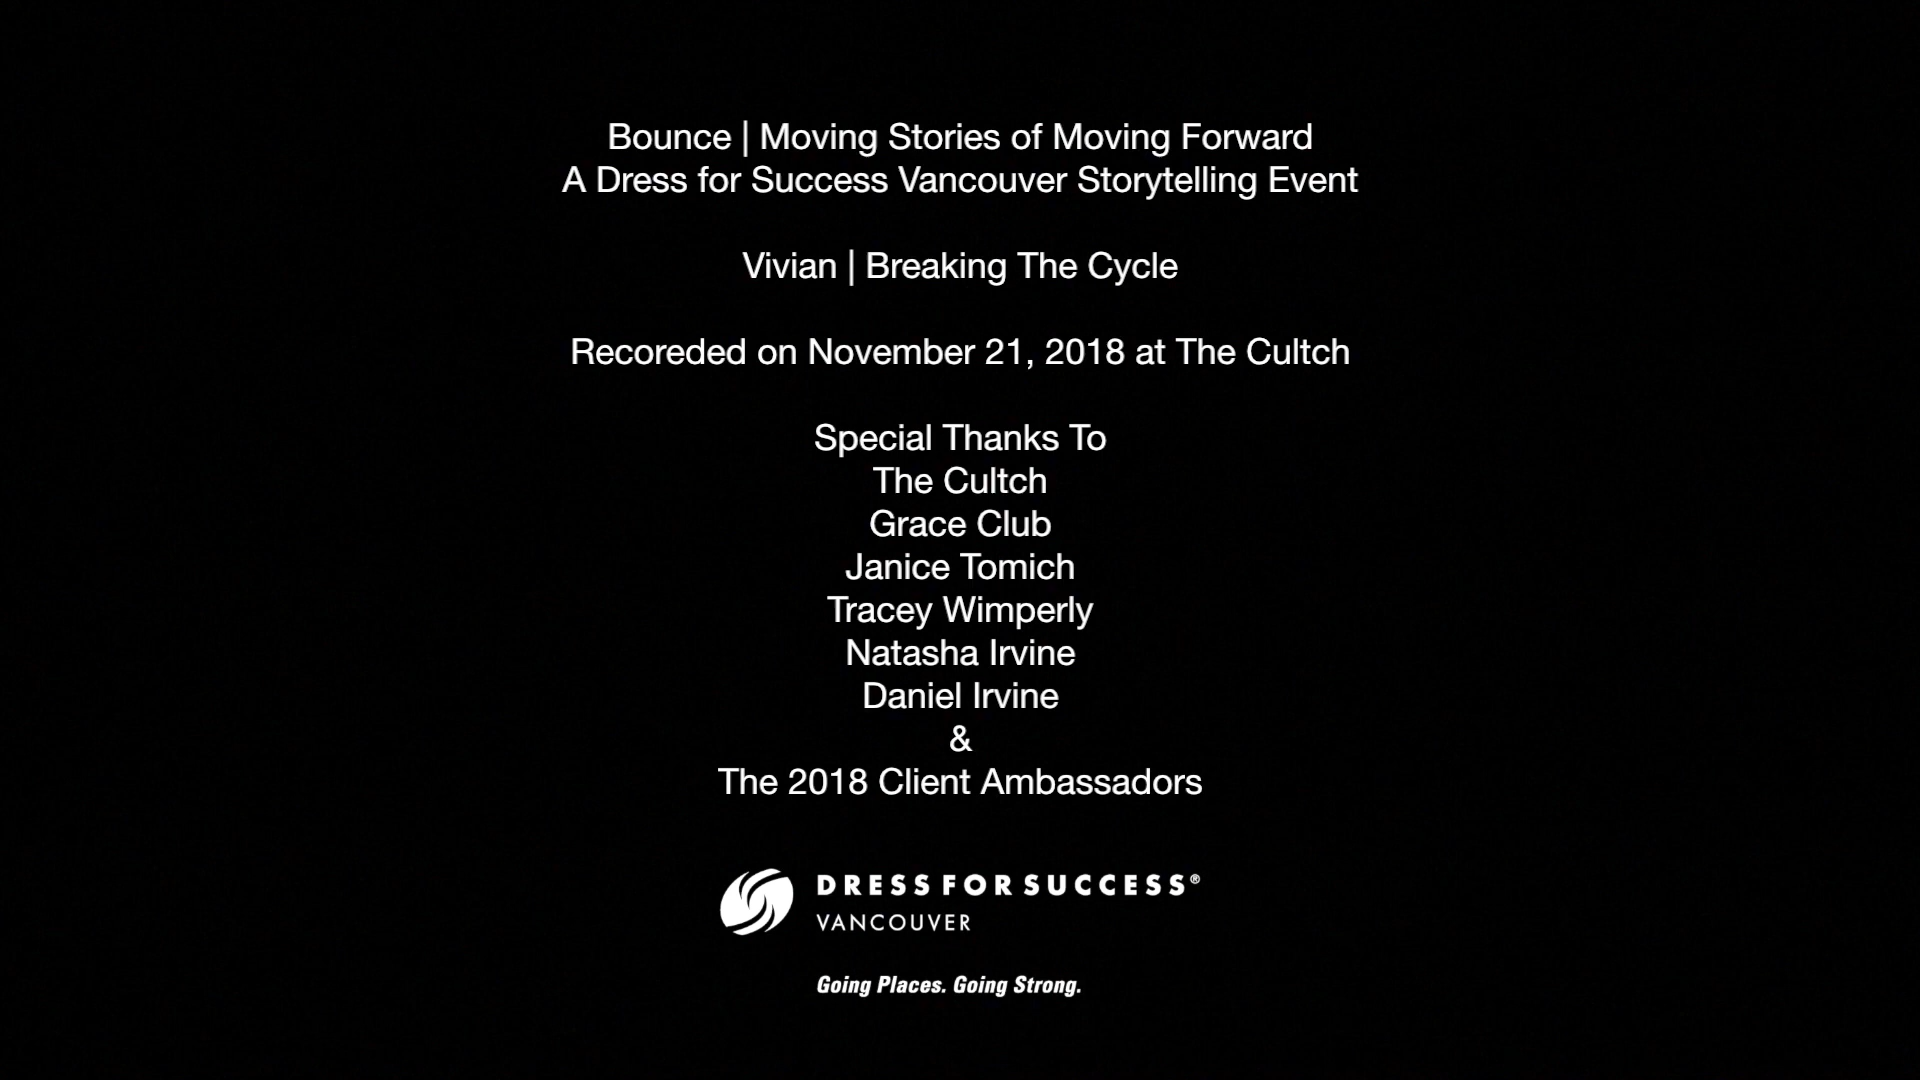 Bounce | Moving Stories of Moving Forward
A Dress for Success Vancouver Storytelling Event
Vivian | Breaking The Cycle
Recoreded on November 21, 2018 at The Cultch
Special Thanks To
The Cultch
Grace Club
Janice Tomich
Tracey Wimperly
Natasha Irvine
Daniel Irvine
&
The 2018 Client Ambassadors
DRESS FOR SUCCESS®
VANCOUVER
Going Places. Going Strong.